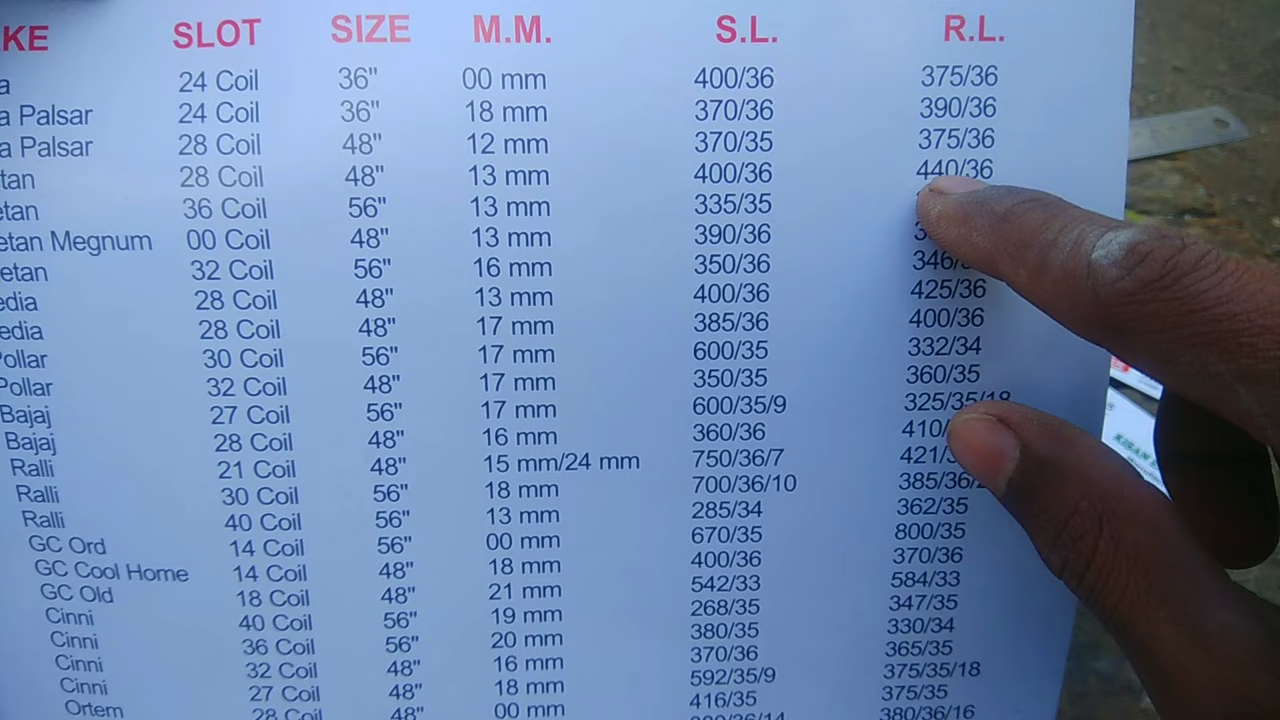 KE SLOT SIZE M.M. S.L. R.L.
a 24 Coil 36" 00 mm 400/36 375/36
a Palsar 24 Coil 36" 18 mm 370/36 390/36
a Palsar 28 Coil 48" 12 mm 370/35 375/36
tan 28 Coil 48" 13 mm 400/36 440/36
etan 36 Coil 56" 13 mm 335/35
etan Megnum 00 Coil 48" 13 mm 390/36
etan 32 Coil 56" 16 mm 350/36 346/
edia 28 Coil 48" 13 mm 400/36 425/36
edia 28 Coil 48" 17 mm 385/36 400/36
Pollar 30 Coil 56" 17 mm 600/35 332/34
Pollar 32 Coil 48" 17 mm 350/35 360/35
Bajaj 27 Coil 56" 17 mm 600/35/9 325/35/18
Bajaj 28 Coil 48" 16 mm 360/36 410/
Ralli 21 Coil 48" 15 mm/24 mm 750/36/7 421/
Ralli 30 Coil 56" 18 mm 700/36/10 385/36/
Ralli 40 Coil 56" 13 mm 285/34 362/35
GC Ord 14 Coil 56" 00 mm 670/35 800/35
GC Cool Home 14 Coil 48" 18 mm 400/36 370/36
GC Old 18 Coil 48" 21 mm 542/33 584/33
Cinni 40 Coil 56" 19 mm 268/35 347/35
Cinni 36 Coil 56" 20 mm 380/35 330/34
Cinni 32 Coil 48" 16 mm 370/36 365/35
Cinni 27 Coil 48" 18 mm 592/35/9 375/35/18
Ortem 28 Coil 48" 00 mm 416/35 375/35
380/36/16